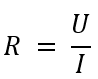 R = U/I